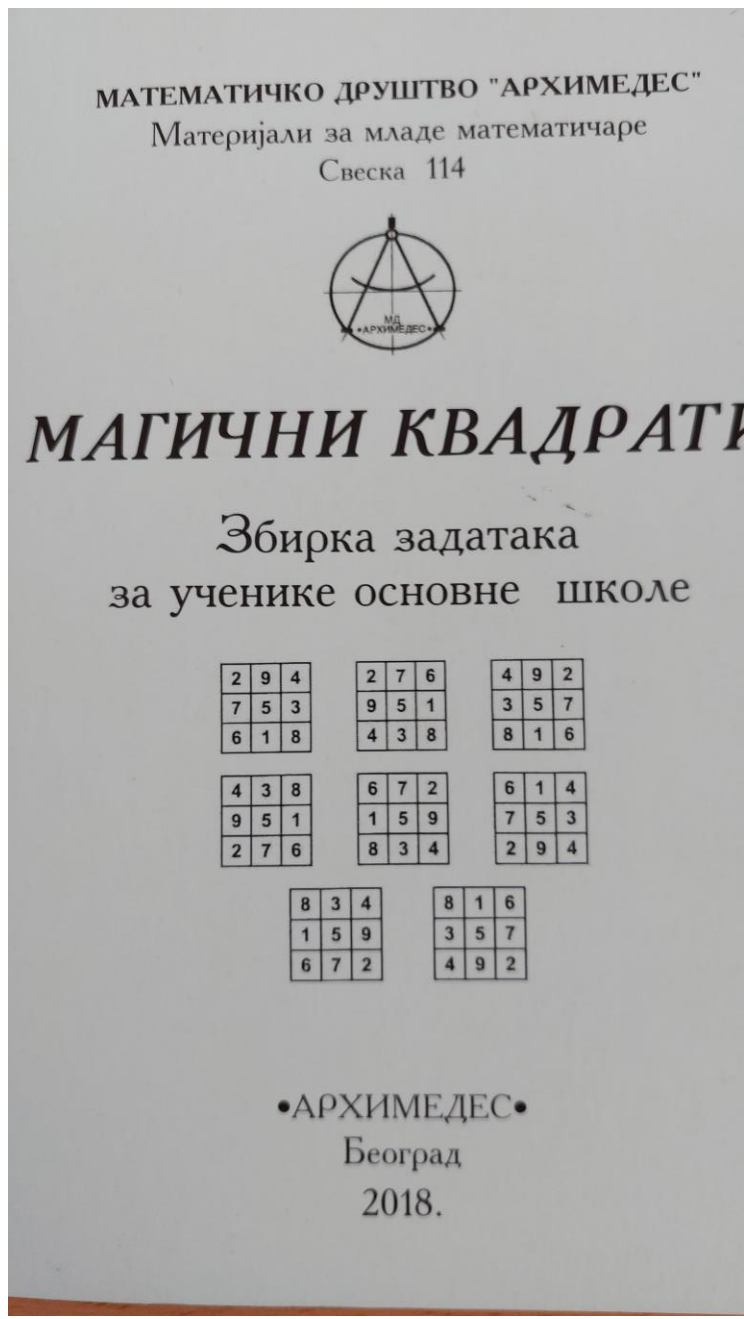 МАТЕМАТИЧКО ДРУШТВО "АРХИМЕДЕС"
Материјали за младе математичаре
Свеска 114
МД
•АРХИМЕДЕС•
МАГИЧНИ КВАДРАТИ
Збирка задатака
за ученике основне школе
2 9 4 2 7 6 4 9 2
7 5 3 9 5 1 3 5 7
6 1 8 4 3 8 8 1 6
4 3 8 6 7 2 6 1 4
9 5 1 1 5 9 7 5 3
2 7 6 8 3 4 2 9 4
8 3 4 8 1 6
1 5 9 3 5 7
6 7 2 4 9 2
•АРХИМЕДЕС•
Београд
2018.